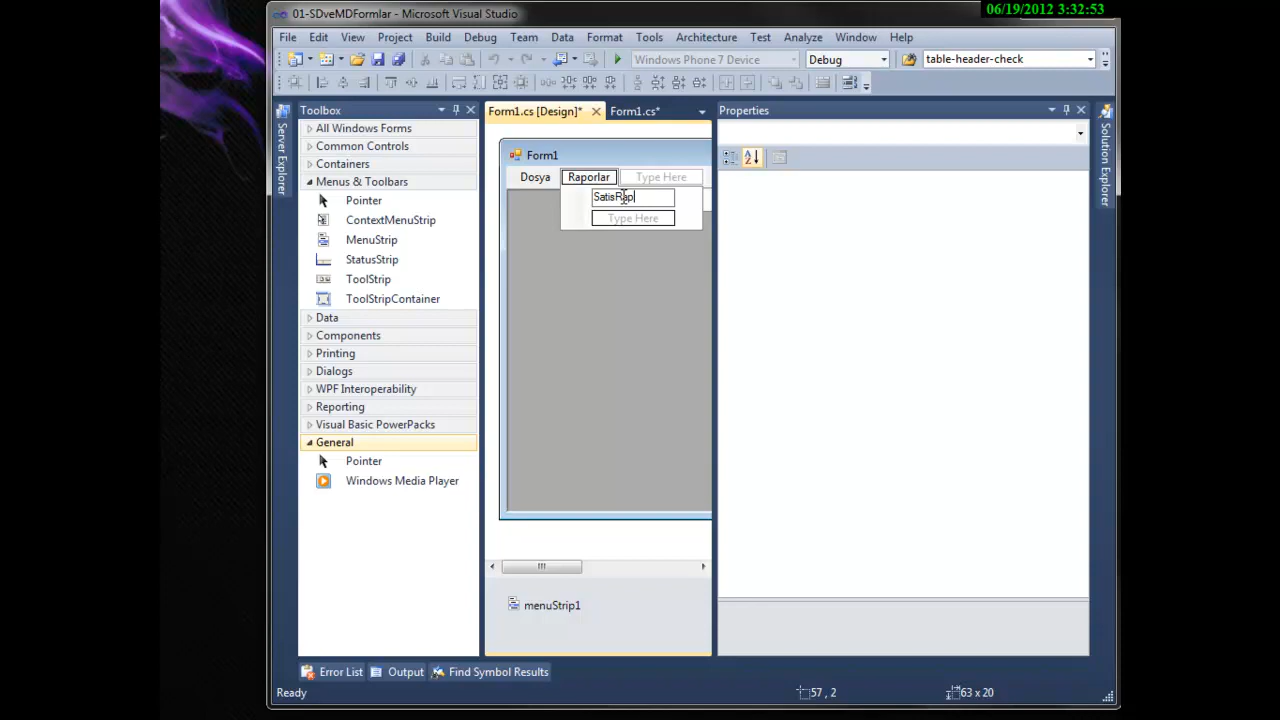 06/19/2012 3:32:53
01-SDveMDFormlar - Microsoft Visual Studio
File Edit View Project Build Debug Team Data Format Tools Architecture Test Analyze Window Help
Windows Phone 7 Device Debug table-header-check
Server Explorer
Toolbox
All Windows Forms
Common Controls
Containers
Menus & Toolbars
Pointer
ContextMenuStrip
MenuStrip
StatusStrip
ToolStrip
ToolStripContainer
Data
Components
Printing
Dialogs
WPF Interoperability
Reporting
Visual Basic PowerPacks
General
Pointer
Windows Media Player
Form1.cs [Design]* Form1.cs*
Form1
Dosya Raporlar Type Here
SatisRap
Type Here
menuStrip1
Properties
Solution Explorer
Error List Output Find Symbol Results
Ready 57 , 2 63 x 20